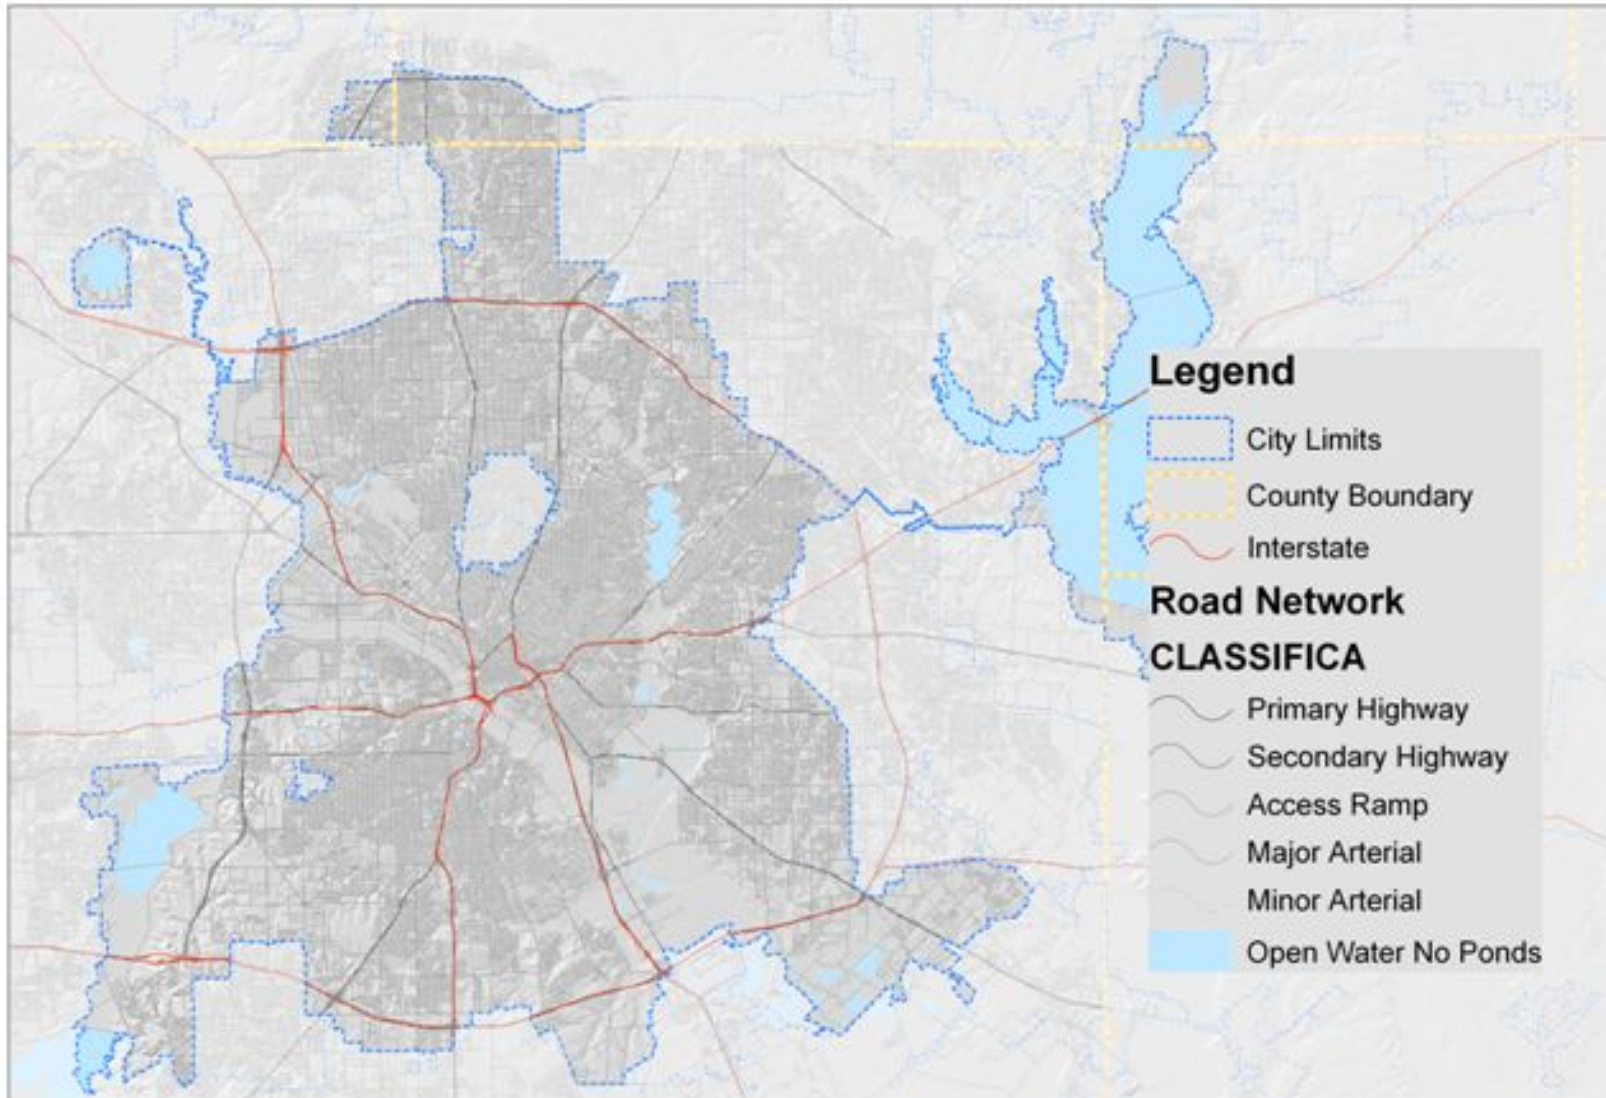 Legend
City Limits
County Boundary
Interstate
Road Network
CLASSIFICA
Primary Highway
Secondary Highway
Access Ramp
Major Arterial
Minor Arterial
Open Water No Ponds